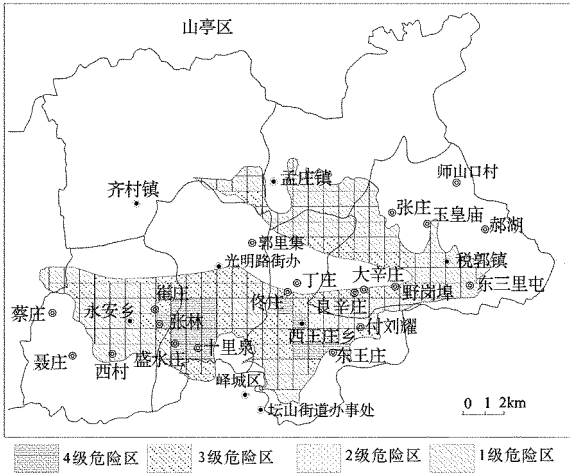 山亭区
师山口村
孟庄镇
齐村镇
张庄
玉皇庙
郝湖
郭里集
税郭镇
光明路街办
丁庄
大辛庄
东三里屯
佟庄
良辛庄
野岗埠
崔庄
蔡庄
永安乡
张林
西王庄乡
付刘耀
盛水庄
十里泉
东王庄
聂庄
西村
峄城区
坛山街道办事处
0 1 2km
4级危险区
3级危险区
2级危险区
1级危险区